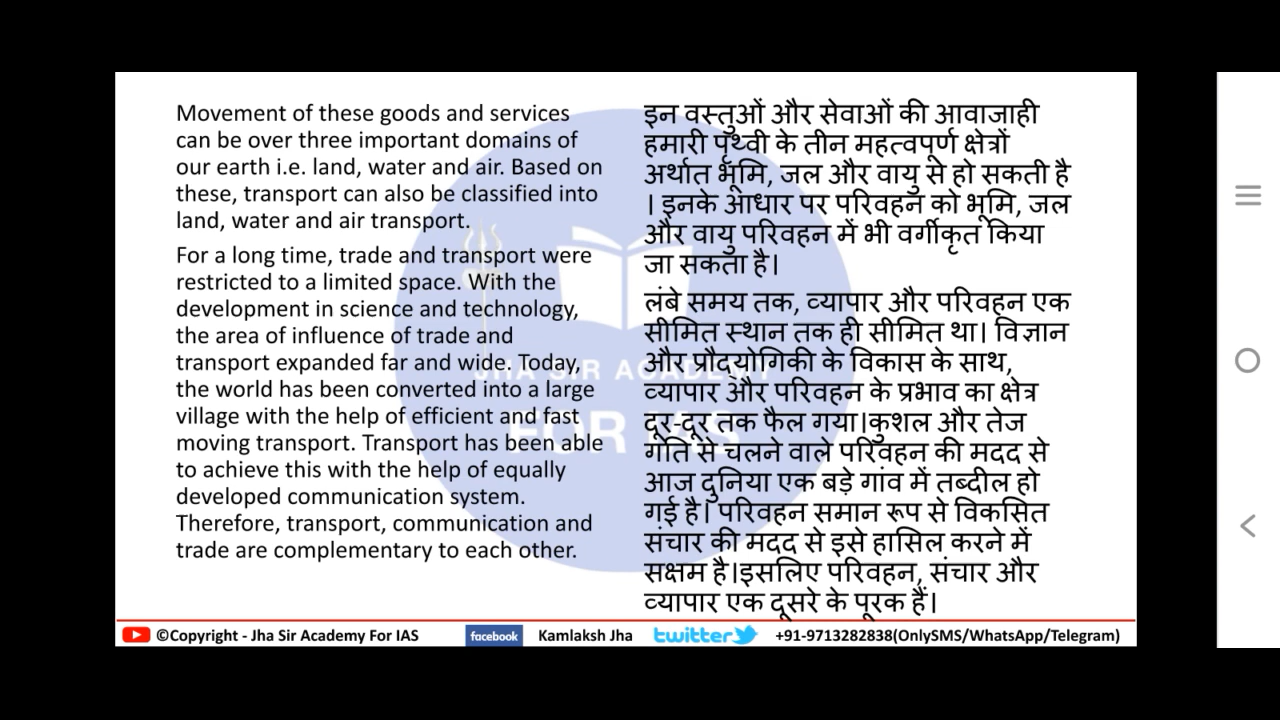 Movement of these goods and services
can be over three important domains of
our earth i.e. land, water and air. Based on
these, transport can also be classified into
land, water and air transport.
For a long time, trade and transport were
restricted to a limited space. With the
development in science and technology,
the area of influence of trade and
transport expanded far and wide. Today,
the world has been converted into a large
village with the help of efficient and fast
moving transport. Transport has been able
to achieve this with the help of equally
developed communication system.
Therefore, transport, communication and
trade are complementary to each other.
इन वस्तुओं और सेवाओं की आवाजाही
हमारी पृथ्वी के तीन महत्वपूर्ण क्षेत्रों
अर्थात भूमि, जल और वायु से हो सकती है
। इनके आधार पर परिवहन को भूमि, जल
और वायु परिवहन में भी वर्गीकृत किया
जा सकता है।
लंबे समय तक, व्यापार और परिवहन एक
सीमित स्थान तक ही सीमित था। विज्ञान
और प्रौद्योगिकी के विकास के साथ,
व्यापार और परिवहन के प्रभाव का क्षेत्र
दूर-दूर तक फैल गया।कुशल और तेज
गति से चलने वाले परिवहन की मदद से
आज दुनिया एक बड़े गांव में तब्दील हो
गई है। परिवहन समान रूप से विकसित
संचार की मदद से इसे हासिल करने में
सक्षम है।इसलिए परिवहन, संचार और
व्यापार एक दूसरे के पूरक हैं।
JHA SIR ACADEMY
FOR IAS
©Copyright - Jha Sir Academy For IAS facebook Kamlaksh Jha twitter +91-9713282838(OnlySMS/WhatsApp/Telegram)